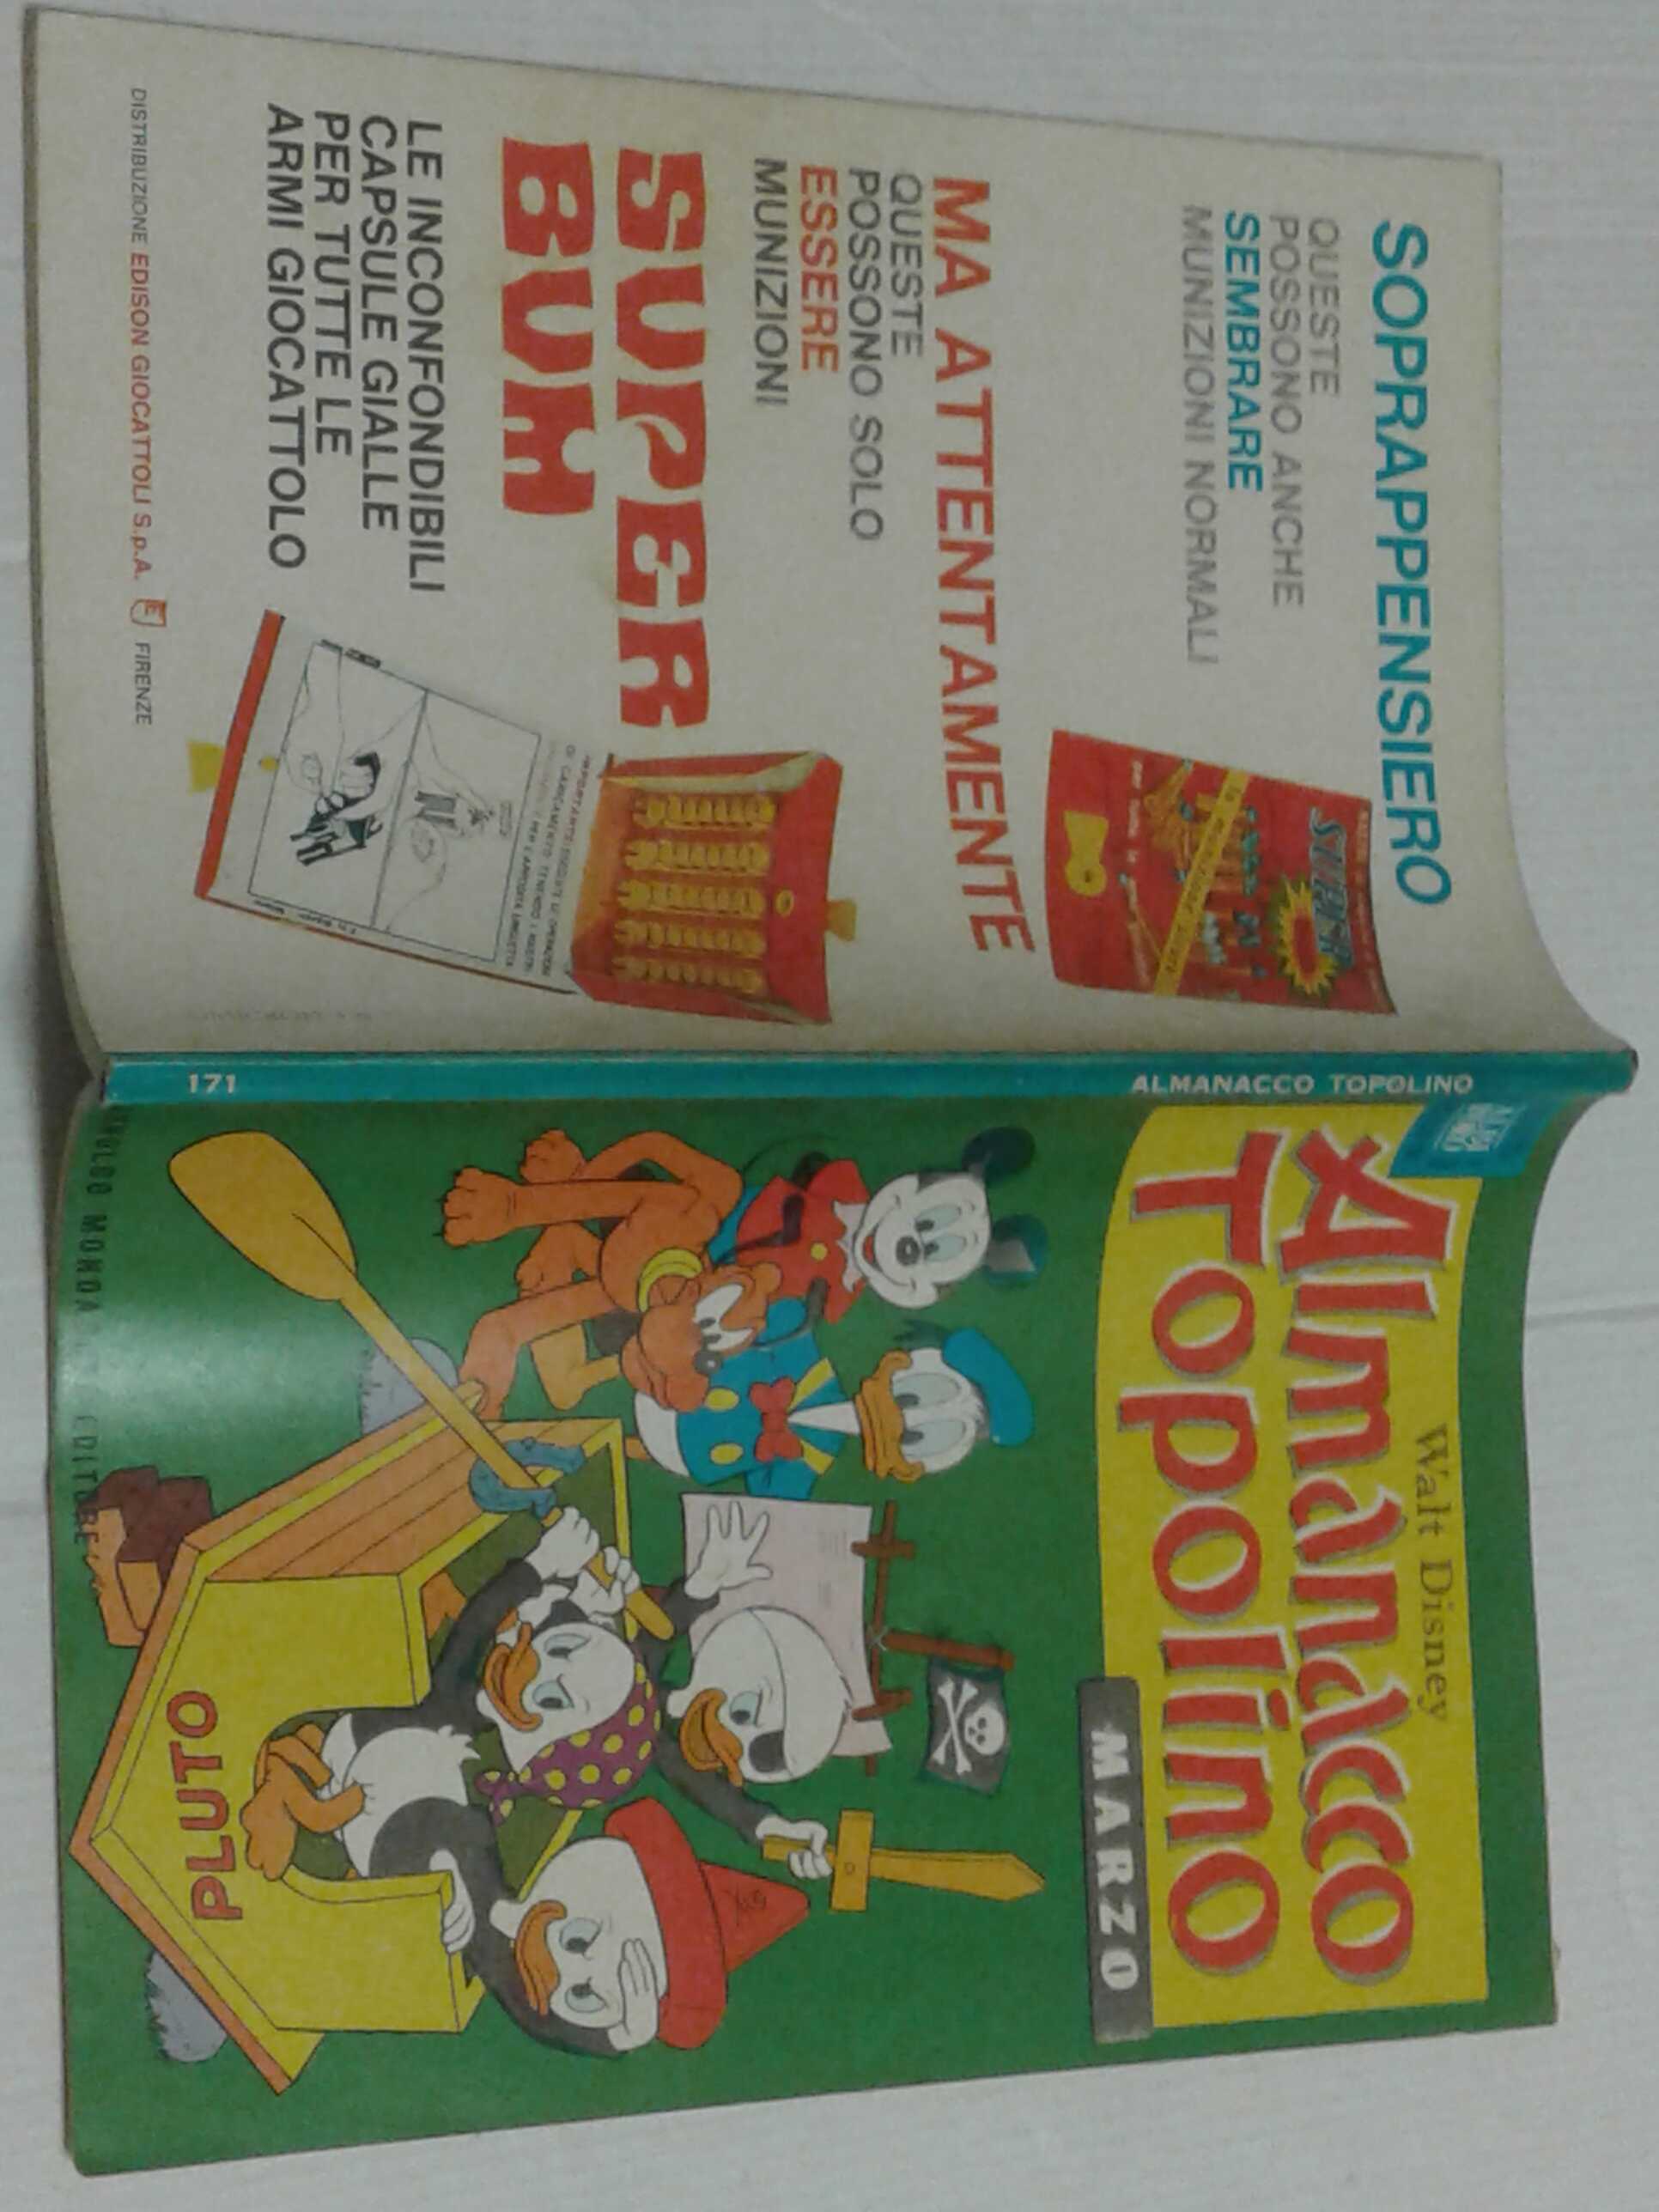 SOPRAPPENSIERO
QUESTE
POSSONO ANCHE
SEMBRARE
MUNIZIONI NORMALI
SUPER
MA ATTENTAMENTE
QUESTE
POSSONO SOLO
ESSERE
MUNIZIONI
SUPER
BUM
LE INCONFONDIBILI
CAPSULE GIALLE
PER TUTTE LE
ARMI GIOCATTOLO
DISTRIBUZIONE EDISON GIOCATTOLI S.p.A. E FIRENZE
ALMANACCO TOPOLINO
171
Walt Disney
Almanacco
Topolino
MARZO
PLUTO
EDITORE